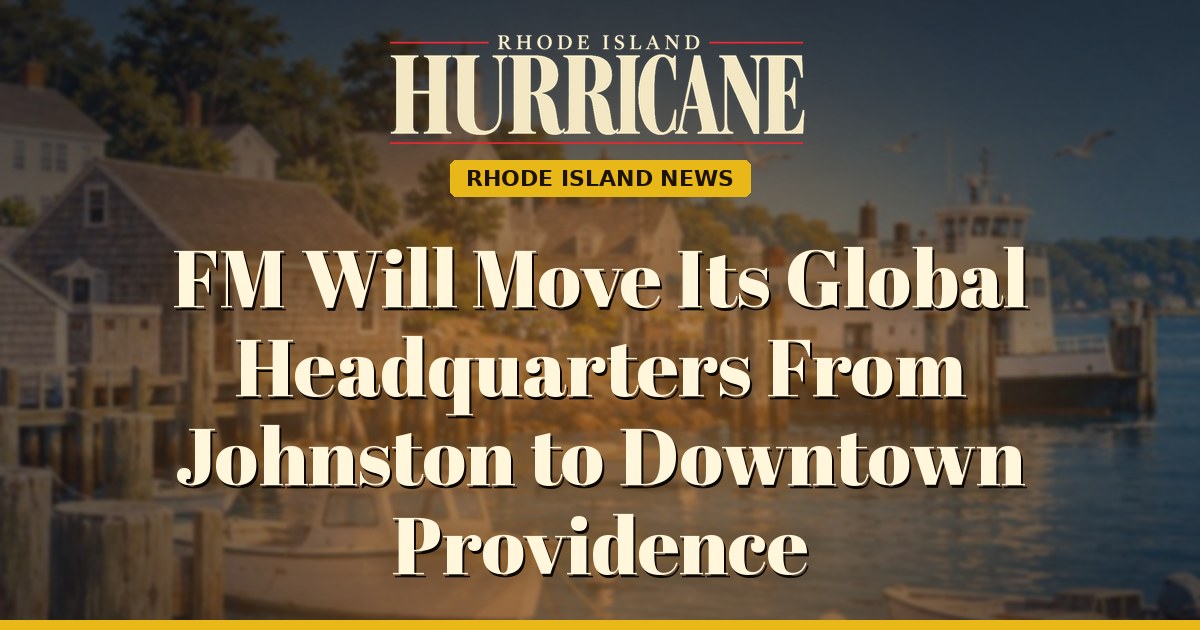 RHODE ISLAND
HURRICANE
RHODE ISLAND NEWS
FM Will Move Its Global
Headquarters From
Johnston to Downtown
Providence